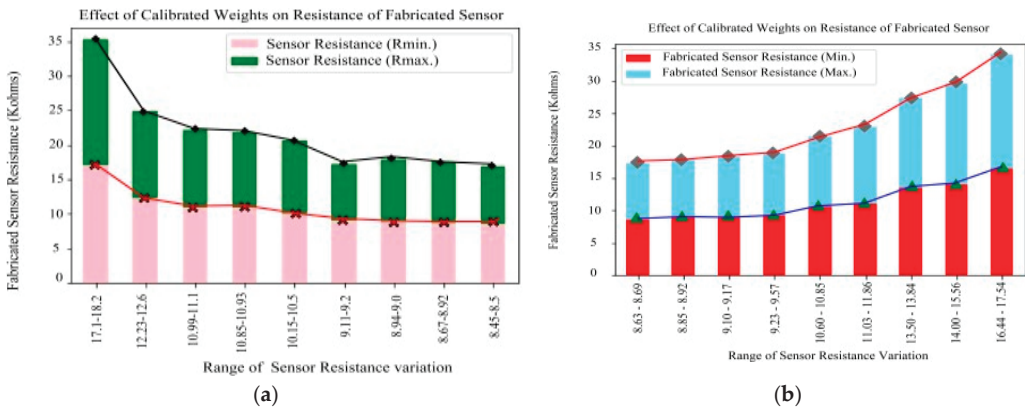 Effect of Calibrated Weights on Resistance of Fabricated Sensor
Fabricated Sensor Resistance (Kohms)
35
30
25
20
15
10
5
0
Sensor Resistance (Rmin.)
Sensor Resistance (Rmax.)
17.1-18.2
12.23-12.6
10.99-11.1
10.85-10.93
10.15-10.5
9.11-9.2
8.94-9.0
8.67-8.92
8.45-8.5
Range of Sensor Resistance variation
(a)
Effect of Calibrated Weights on Resistance of Fabricated Sensor
Fabricated Sensor Resistance (Kohms)
35
30
25
20
15
10
5
0
Fabricated Sensor Resistance (Min.)
Fabricated Sensor Resistance (Max.)
8.63 - 8.69
8.85 - 8.92
9.10 - 9.17
9.23 - 9.57
10.60 - 10.85
11.03 - 11.86
13.50 - 13.84
14.00 - 15.56
16.44 - 17.54
Range of Sensor Resistance Variation
(b)